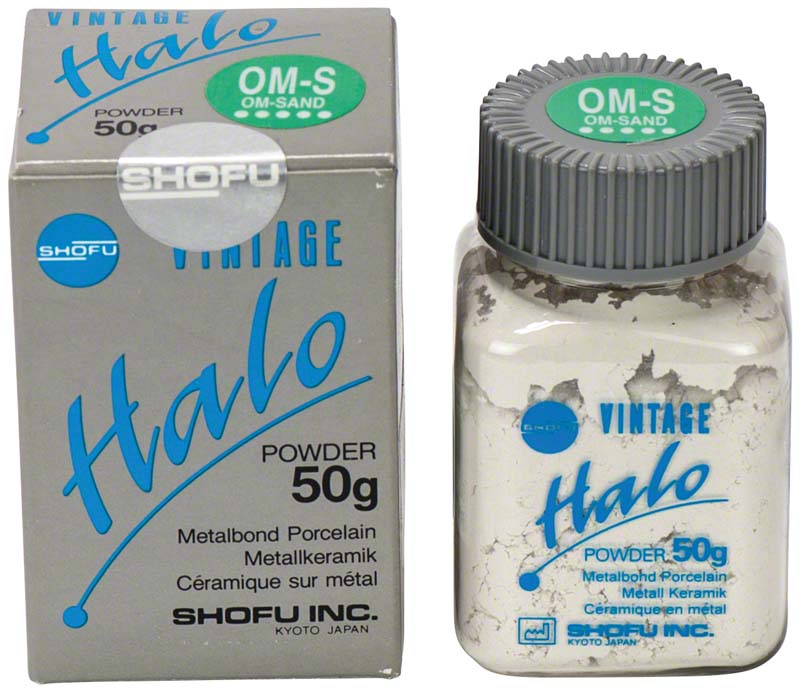 VINTAGE
Halo
POWDER
50g
OM-S
OM-SAND
SHOFU
SHOFU
VINTAGE
Halo
POWDER
50g
Metalbond Porcelain
Metallkeramik
Céramique sur métal
SHOFU INC.
KYOTO JAPAN
OM-S
OM-SAND
SHOFU
VINTAGE
Halo
POWDER 50g
Metalbond Porcelain
Metall Keramik
Céramique en métal
SHOFU INC.
KYOTO JAPAN